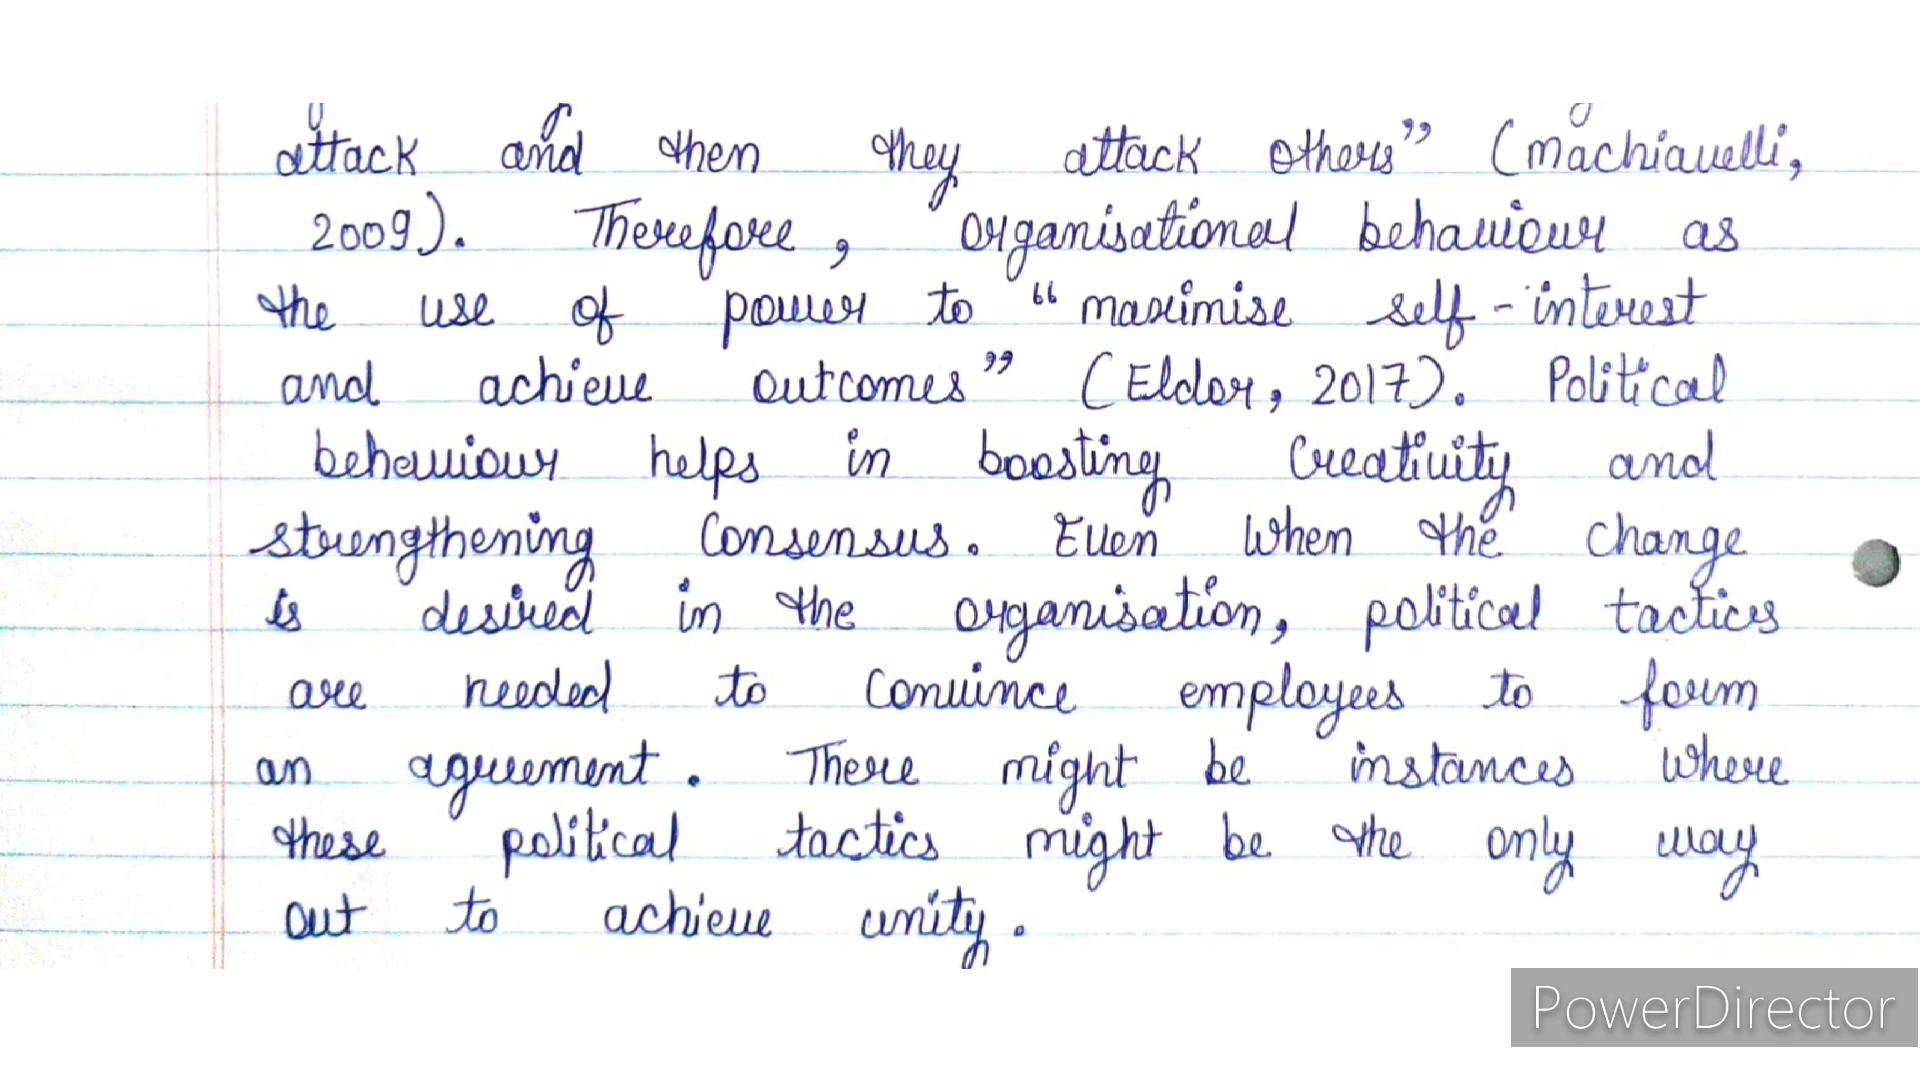 attack and then they attack others” (machiavelli,
2009). Therefore, organisational behaviour as
the use of power to “maximise self-interest
and achieve outcomes” (Eldor, 2017). Political
behaviour helps in boosting creativity and
strengthening consensus. Even when the change
is desired in the organisation, political tactics
are needed to convince employees to form
an agreement. There might be instances where
these political tactics might be the only way
out to achieve unity.
PowerDirector